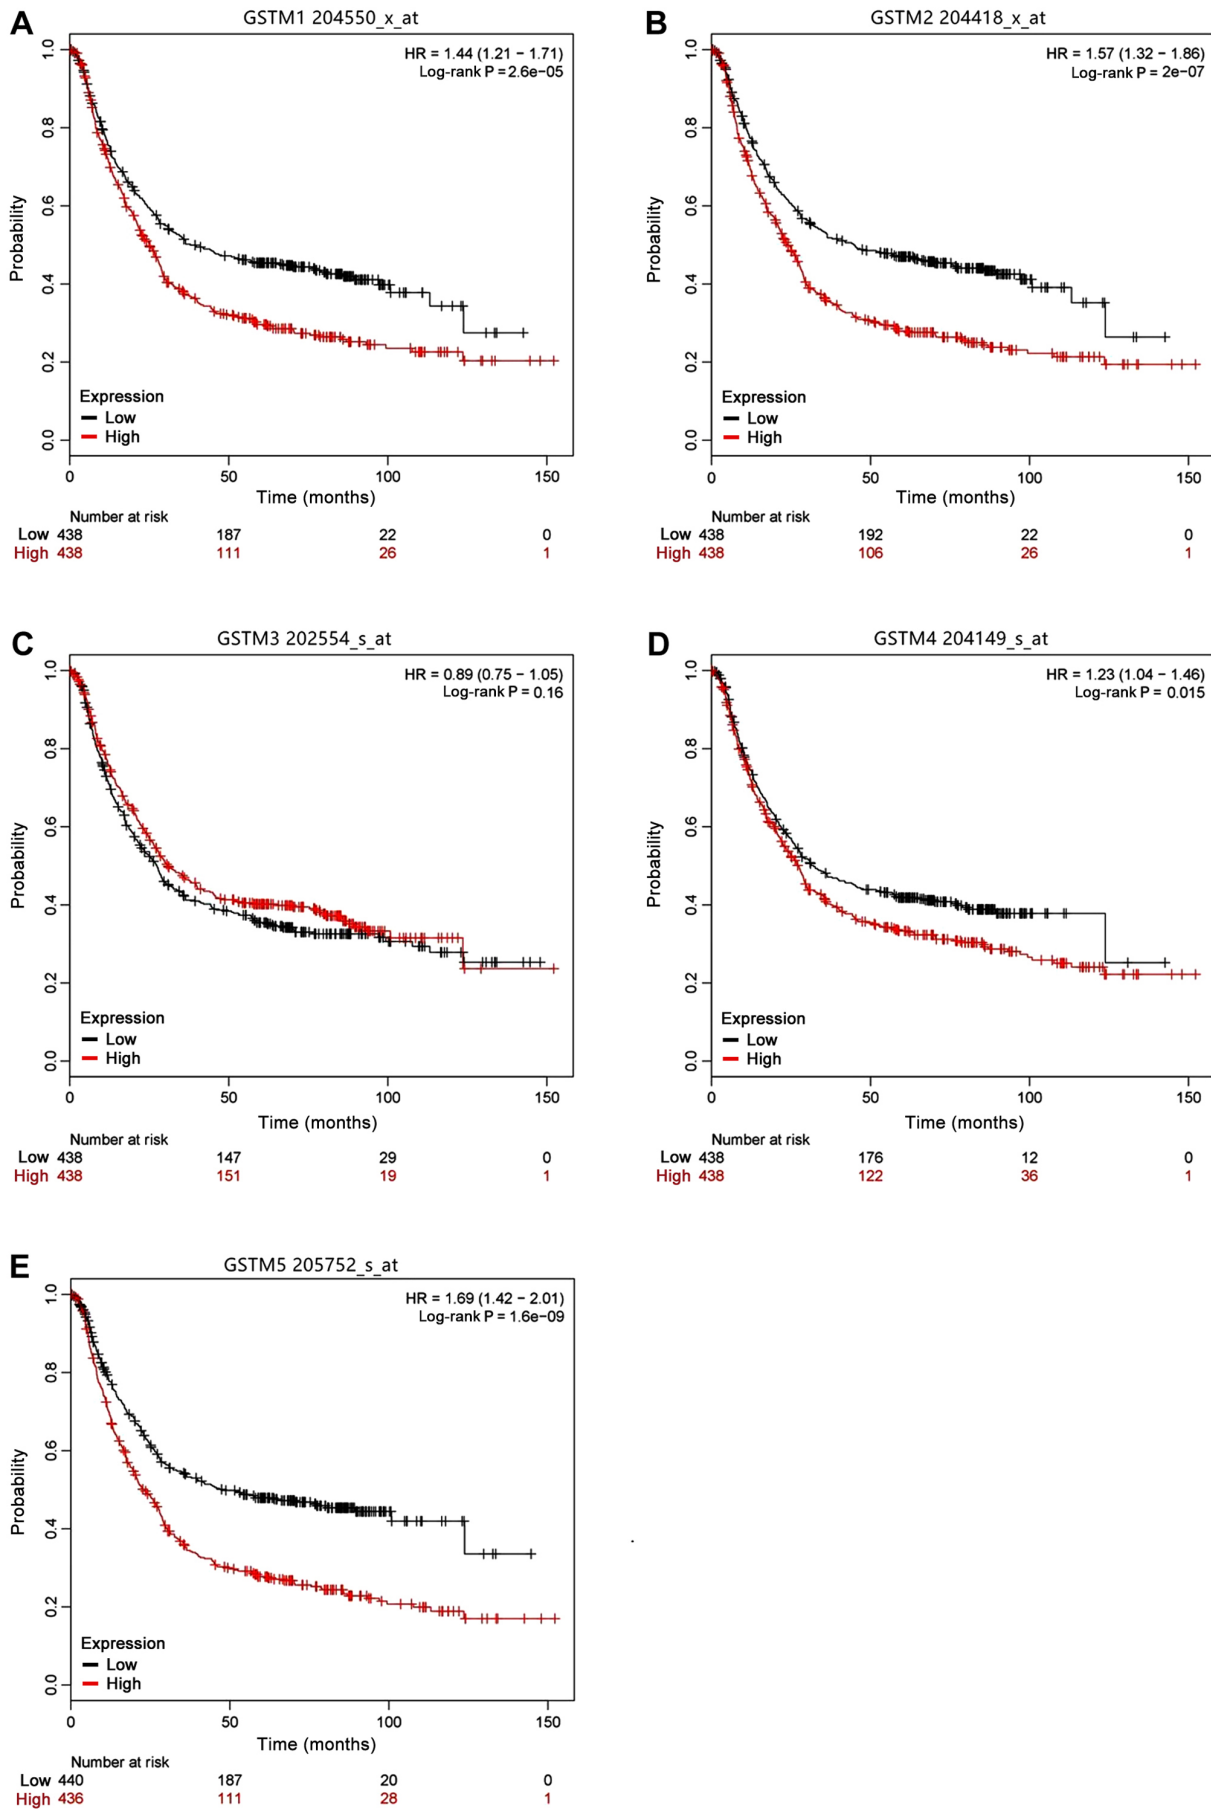 A
GSTM1 204550_x_at
HR = 1.44 (1.21 − 1.71)
Log-rank P = 2.6e−05
Probability
1.0
0.8
0.6
0.4
0.2
0.0
Expression
Low
High
0 50 100 150
Time (months)
Number at risk
Low 438 187 22 0
High 438 111 26 1
B
GSTM2 204418_x_at
HR = 1.57 (1.32 − 1.86)
Log-rank P = 2e−07
Probability
1.0
0.8
0.6
0.4
0.2
0.0
Expression
Low
High
0 50 100 150
Time (months)
Number at risk
Low 438 192 22 0
High 438 106 26 1
C
GSTM3 202554_s_at
HR = 0.89 (0.75 − 1.05)
Log-rank P = 0.16
Probability
1.0
0.8
0.6
0.4
0.2
0.0
Expression
Low
High
0 50 100 150
Time (months)
Number at risk
Low 438 147 29 0
High 438 151 19 1
D
GSTM4 204149_s_at
HR = 1.23 (1.04 − 1.46)
Log-rank P = 0.015
Probability
1.0
0.8
0.6
0.4
0.2
0.0
Expression
Low
High
0 50 100 150
Time (months)
Number at risk
Low 438 176 12 0
High 438 122 36 1
E
GSTM5 205752_s_at
HR = 1.69 (1.42 − 2.01)
Log-rank P = 1.6e−09
Probability
1.0
0.8
0.6
0.4
0.2
0.0
Expression
Low
High
0 50 100 150
Time (months)
Number at risk
Low 440 187 20 0
High 436 111 28 1